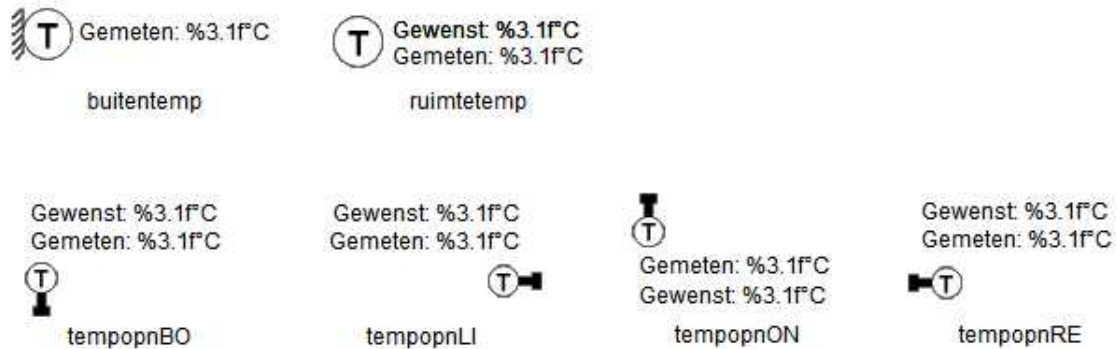 T Gemeten: %3.1f°C
T Gewenst: %3.1f°C
Gemeten: %3.1f°C
buitentemp
ruimtetemp
Gewenst: %3.1f°C
Gemeten: %3.1f°C
T
tempopnBO
Gewenst: %3.1f°C
Gemeten: %3.1f°C
T
tempopnLI
T
Gemeten: %3.1f°C
Gewenst: %3.1f°C
tempopnON
Gewenst: %3.1f°C
Gemeten: %3.1f°C
T
tempopnRE